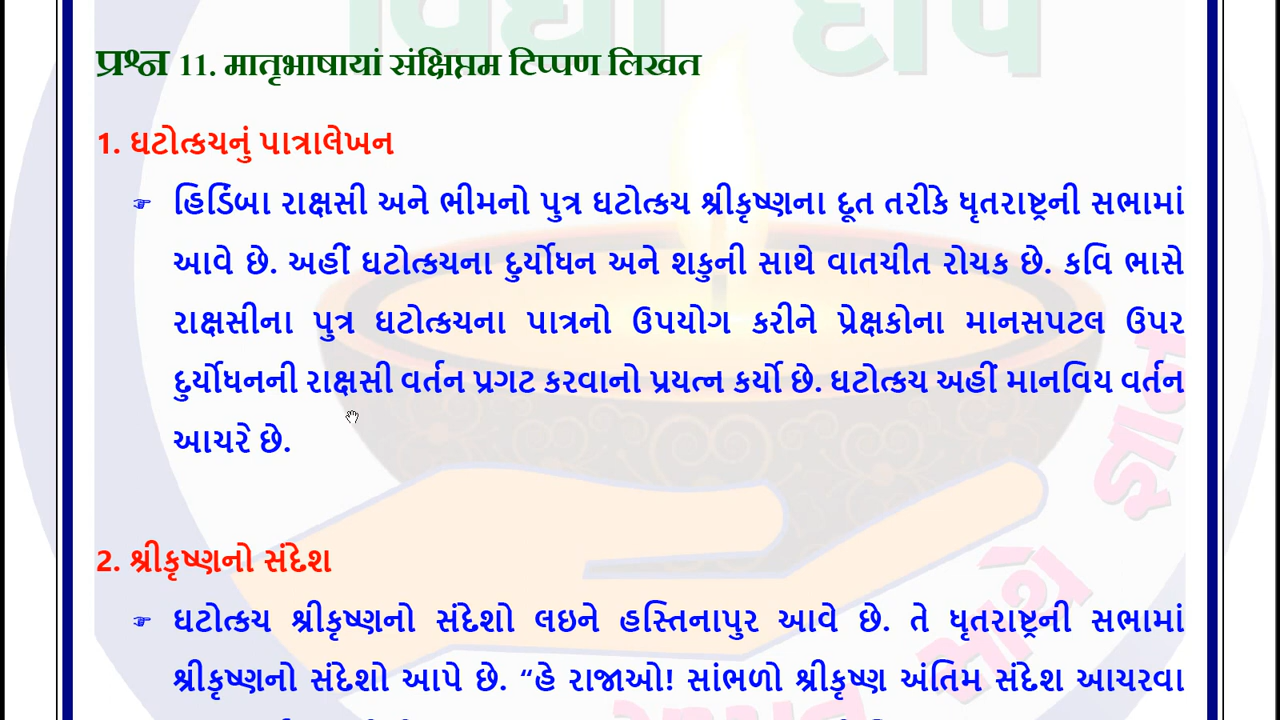 વિદ્યા દીપ
પ્રશ્ન 11. मातृभाषायां संक्षिप्तम टिप्पण लिखत
1. ઘટોત્કચનું પાત્રાલેખન
☞ હિડિંબા રાક્ષસી અને ભીમનો પુત્ર ઘટોત્કચ શ્રીકૃષ્ણના દૂત તરીકે ધૃતરાષ્ટ્રની સભામાં
આવે છે. અહીં ઘટોત્કચના દુર્યોધન અને શકુની સાથે વાતચીત રોચક છે. કવિ ભાસે
રાક્ષસીના પુત્ર ઘટોત્કચના પાત્રનો ઉપયોગ કરીને પ્રેક્ષકોના માનસપટલ ઉપર
દુર્યોધનની રાક્ષસી વર્તન પ્રગટ કરવાનો પ્રયત્ન કર્યો છે. ઘટોત્કચ અહીં માનવિય વર્તન
આચરે છે.
2. શ્રીકૃષ્ણનો સંદેશ
☞ ઘટોત્કચ શ્રીકૃષ્ણનો સંદેશો લઇને હસ્તિનાપુર આવે છે. તે ધૃતરાષ્ટ્રની સભામાં
શ્રીકૃષ્ણનો સંદેશો આપે છે. “હે રાજાઓ! સાંભળો શ્રીકૃષ્ણ અંતિમ સંદેશ આચરવા
સાથે